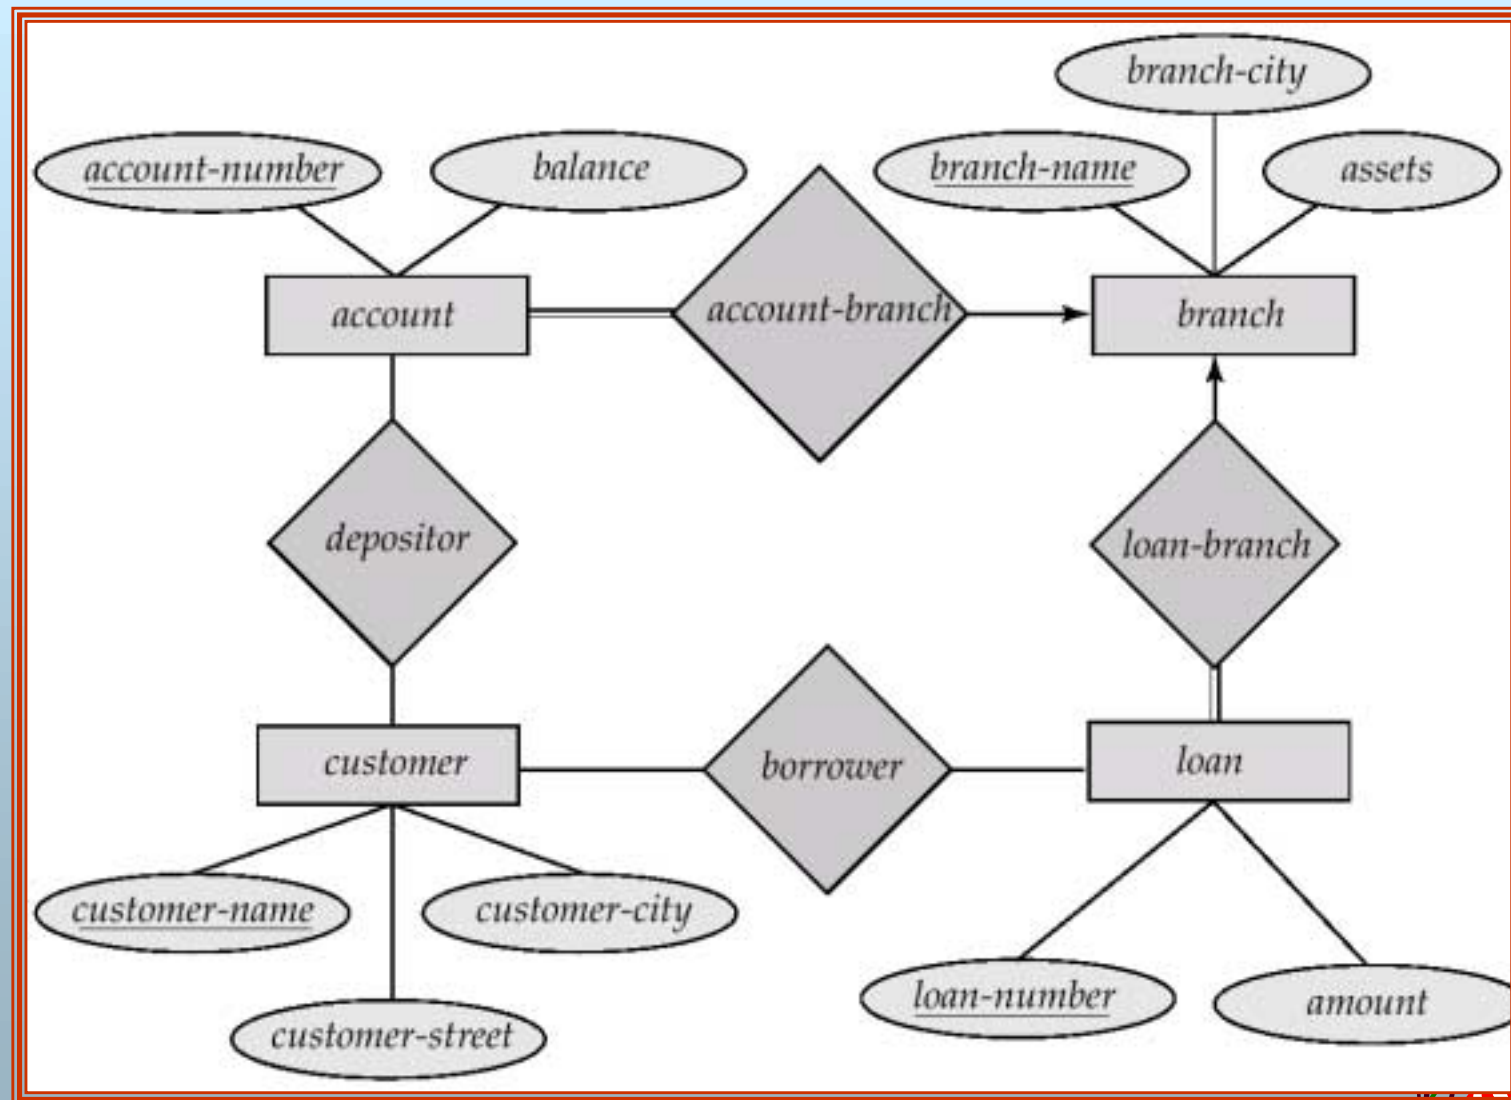 branch-city
account-number
balance
branch-name
assets
account
account-branch
branch
depositor
loan-branch
customer
borrower
loan
customer-name
customer-city
loan-number
amount
customer-street